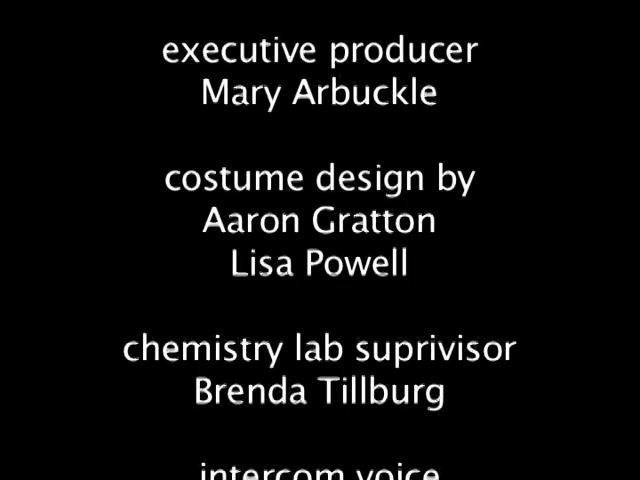 executive producer
Mary Arbuckle
costume design by
Aaron Gratton
Lisa Powell
chemistry lab suprivisor
Brenda Tillburg
intercom voice